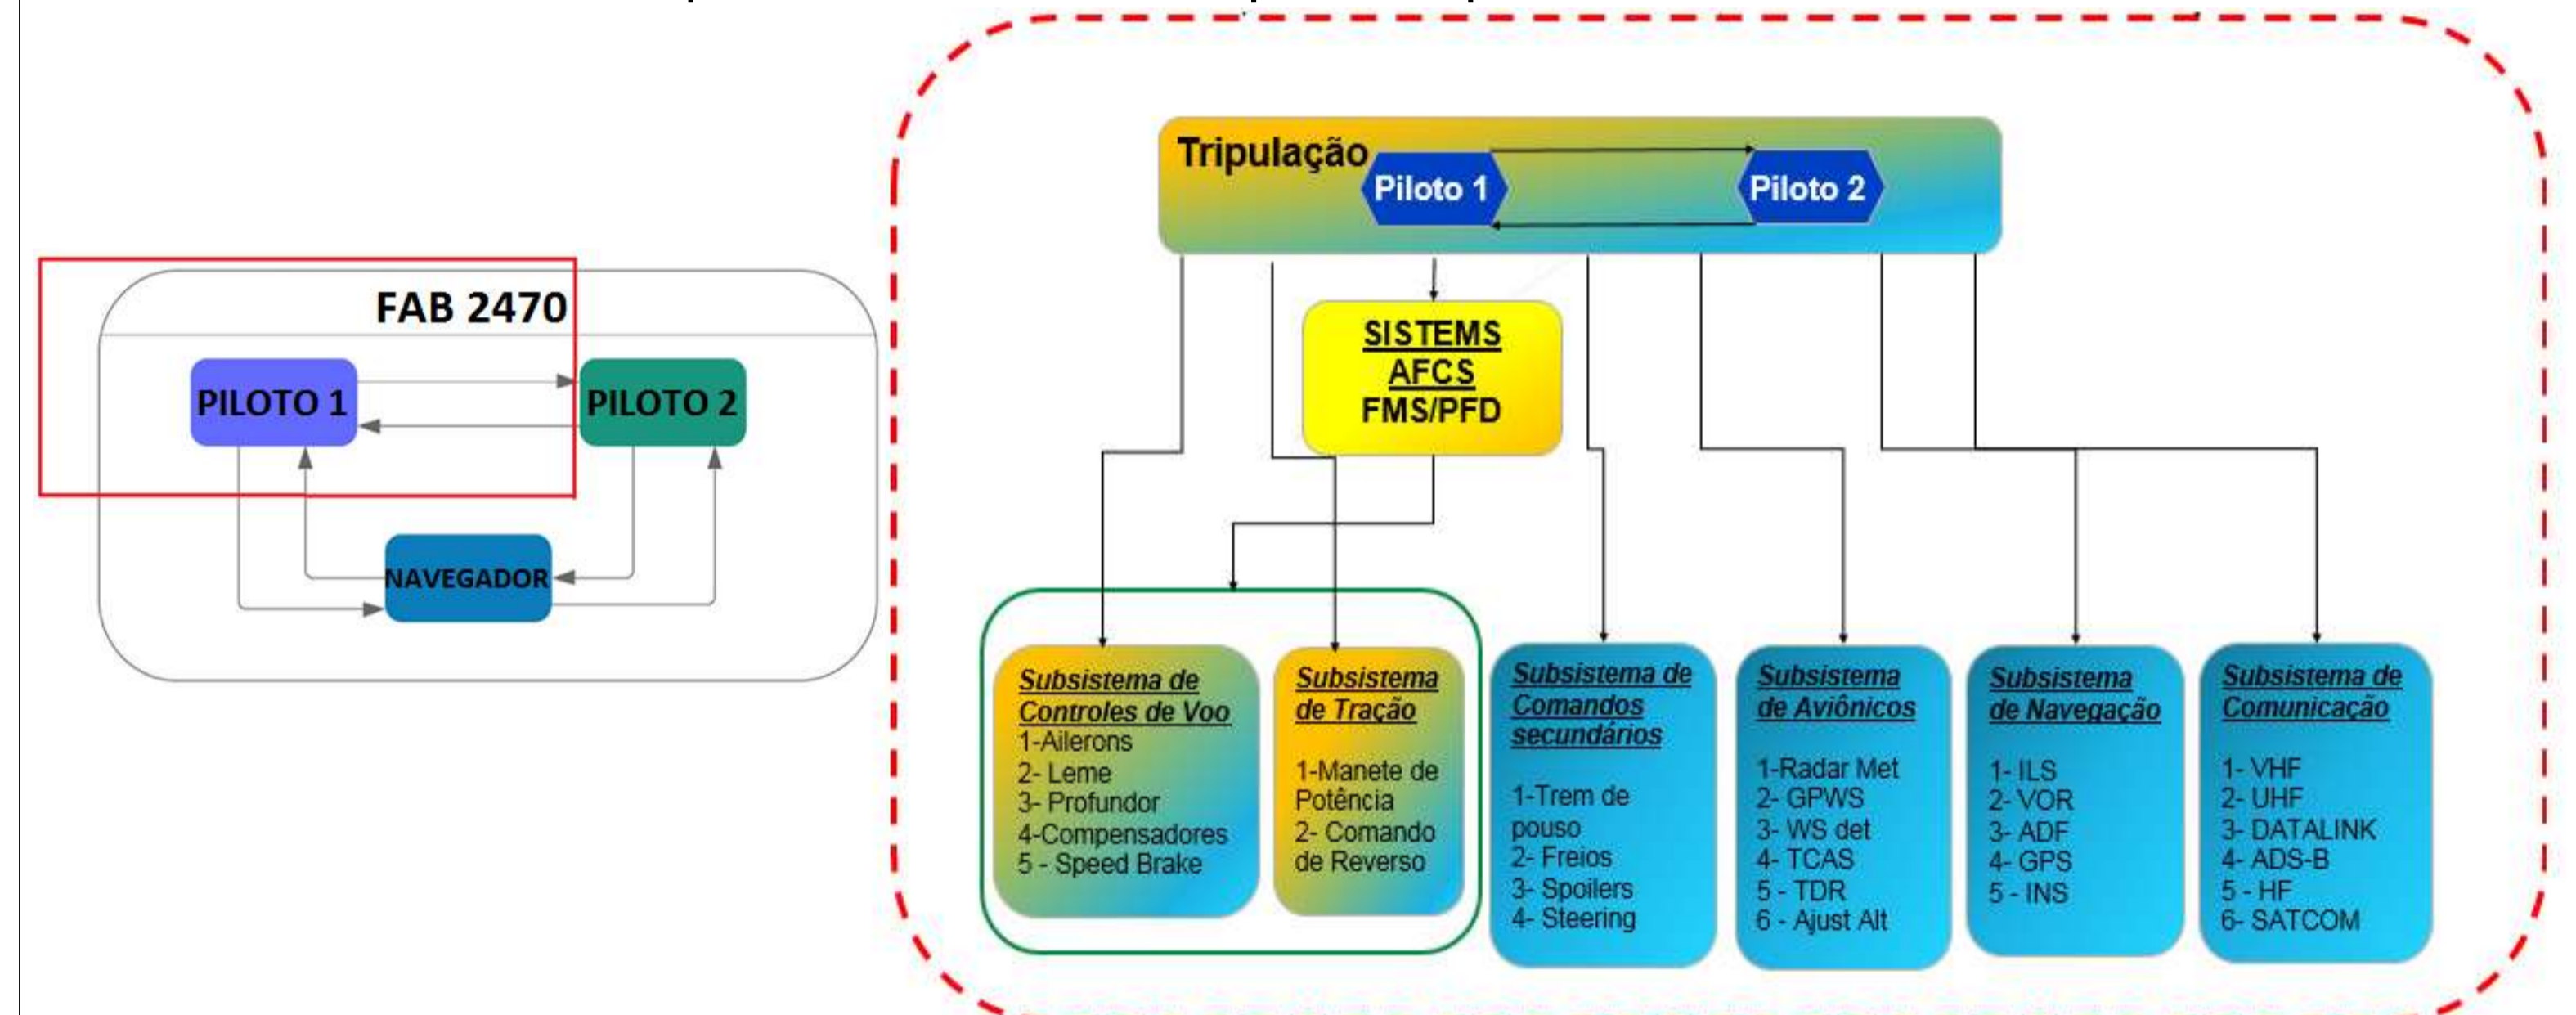 FAB 2470
PILOTO 1
PILOTO 2
NAVEGADOR
Tripulação
Piloto 1
Piloto 2
SISTEMS
AFCS
FMS/PFD
Subsistema de
Controles de Voo
1-Ailerons
2- Leme
3- Profundor
4-Compensadores
5 - Speed Brake
Subsistema
de Tração
1-Manete de
Potência
2- Comando
de Reverso
Subsistema de
Comandos
secundários
1-Trem de
pouso
2- Freios
3- Spoilers
4- Steering
Subsistema
de Aviônicos
1-Radar Met
2- GPWS
3- WS det
4- TCAS
5 - TDR
6 - Ajust Alt
Subsistema
de Navegação
1- ILS
2- VOR
3- ADF
4- GPS
5 - INS
Subsistema de
Comunicação
1- VHF
2- UHF
3- DATALINK
4- ADS-B
5 - HF
6- SATCOM